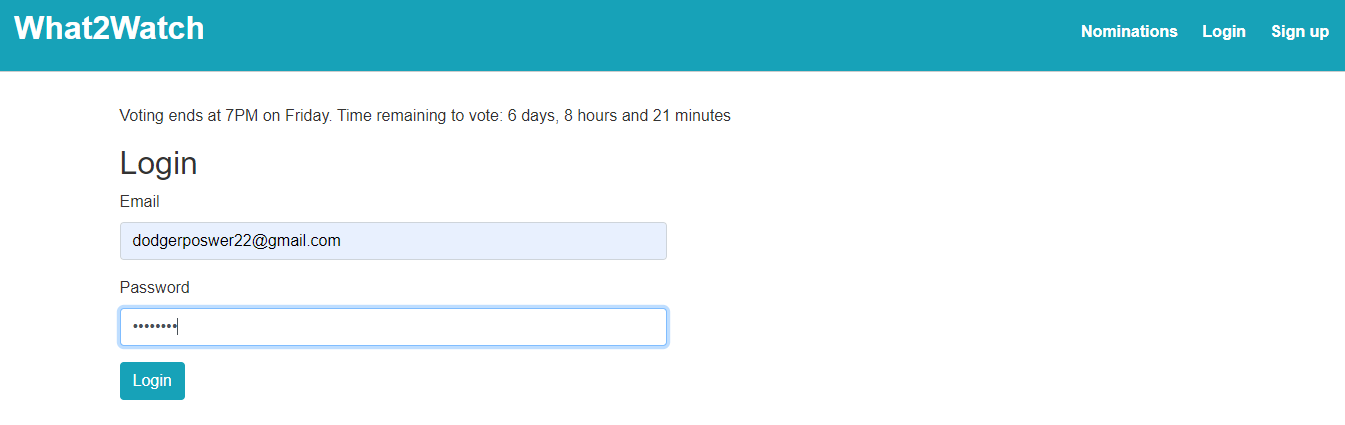 What2Watch
Nominations Login Sign up
Voting ends at 7PM on Friday. Time remaining to vote: 6 days, 8 hours and 21 minutes
Login
Email
dodgerposwer22@gmail.com
Password
••••••••
Login